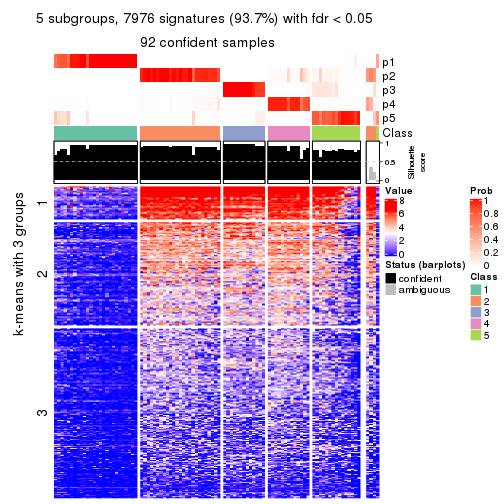 5 subgroups, 7976 signatures (93.7%) with fdr < 0.05
92 confident samples
p1
p2
p3
p4
p5
Class
1
0.5
0
Silhouette
score
k-means with 3 groups
1
2
3
Value
8
6
4
2
0
Status (barplots)
confident
ambiguous
Prob
1
0.8
0.6
0.4
0.2
0
Class
1
2
3
4
5